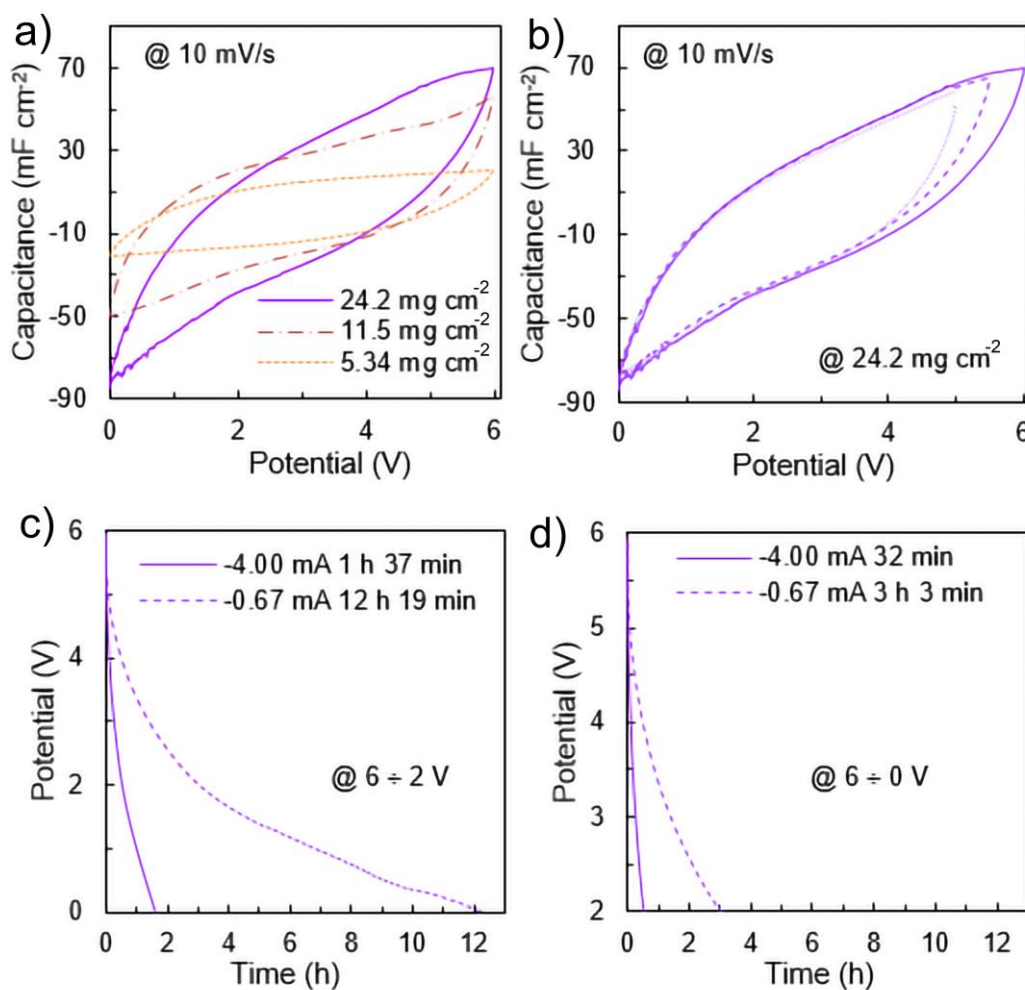 a)
@ 10 mV/s
70
30
-10
-50
-90
Capacitance (mF cm-2)
24.2 mg cm-2
11.5 mg cm-2
5.34 mg cm-2
0 2 4 6
Potential (V)
b)
@ 10 mV/s
70
30
-10
-50
-90
Capacitance (mF cm-2)
@ 24.2 mg cm-2
0 2 4 6
Potential (V)
c)
6
4
2
0
Potential (V)
-4.00 mA 1 h 37 min
-0.67 mA 12 h 19 min
@ 6 ÷ 2 V
0 2 4 6 8 10 12
Time (h)
d)
6
5
4
3
2
Potential (V)
-4.00 mA 32 min
-0.67 mA 3 h 3 min
@ 6 ÷ 0 V
0 2 4 6 8 10 12
Time (h)